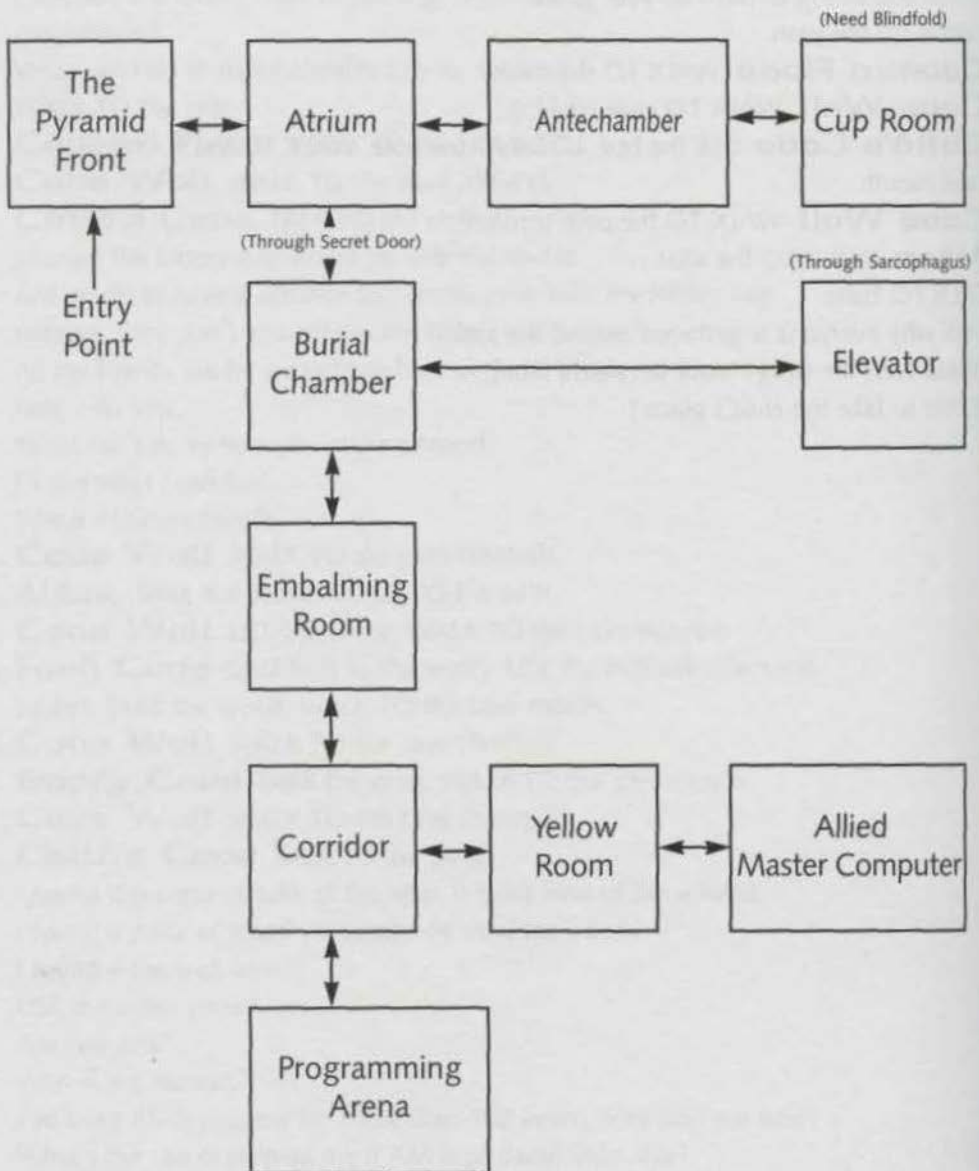 (Need Blindfold)
The
Pyramid
Front
Atrium
Antechamber
Cup Room
(Through Secret Door)
(Through Sarcophagus)
Entry
Point
Burial
Chamber
Elevator
Embalming
Room
Corridor
Yellow
Room
Allied
Master Computer
Programming
Arena